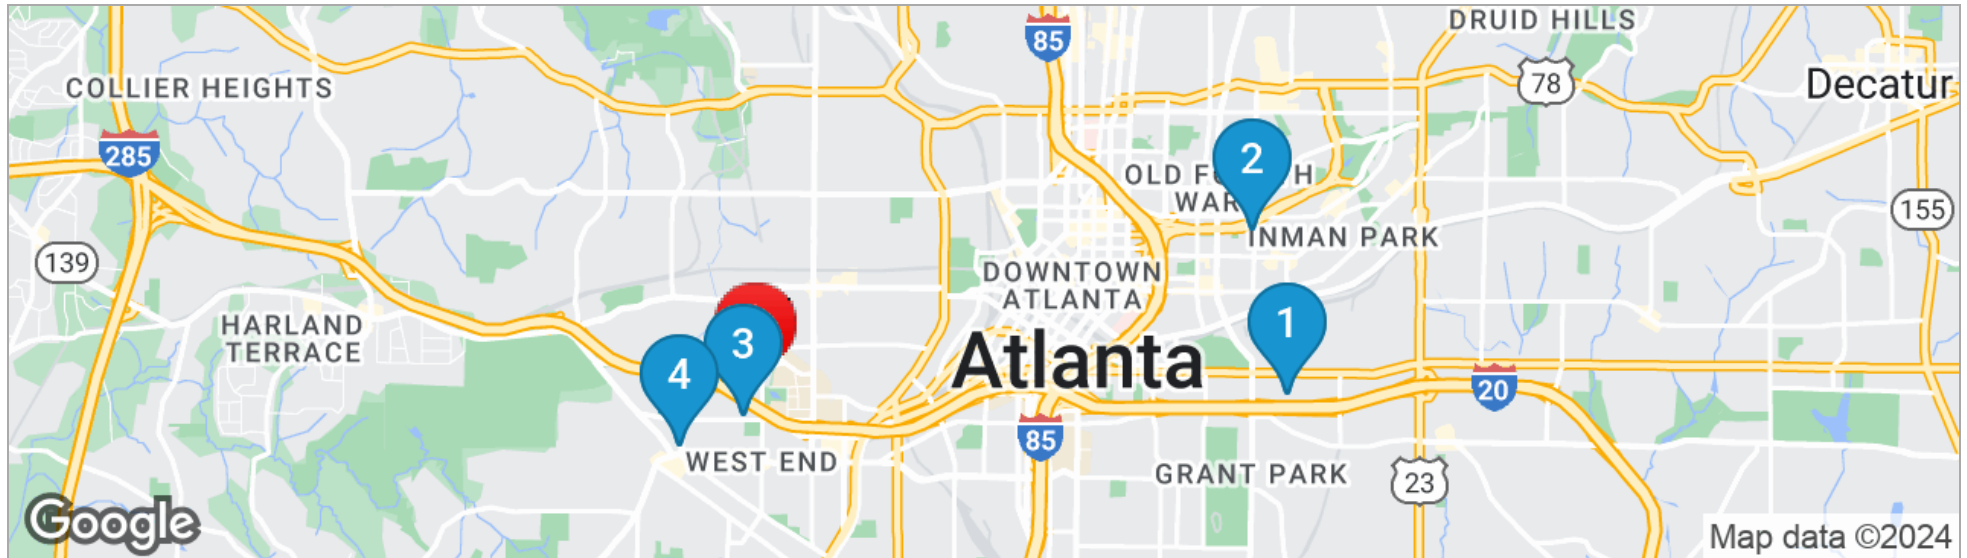 DRUID HILLS
85
78
Decatur
COLLIER HEIGHTS
285
2
OLD F
H
WAR
155
INMAN PARK
139
DOWNTOWN
ATLANTA
1
HARLAND
TERRACE
3
4
Atlanta
20
85
WEST END
GRANT PARK
23
Google
Map data ©2024